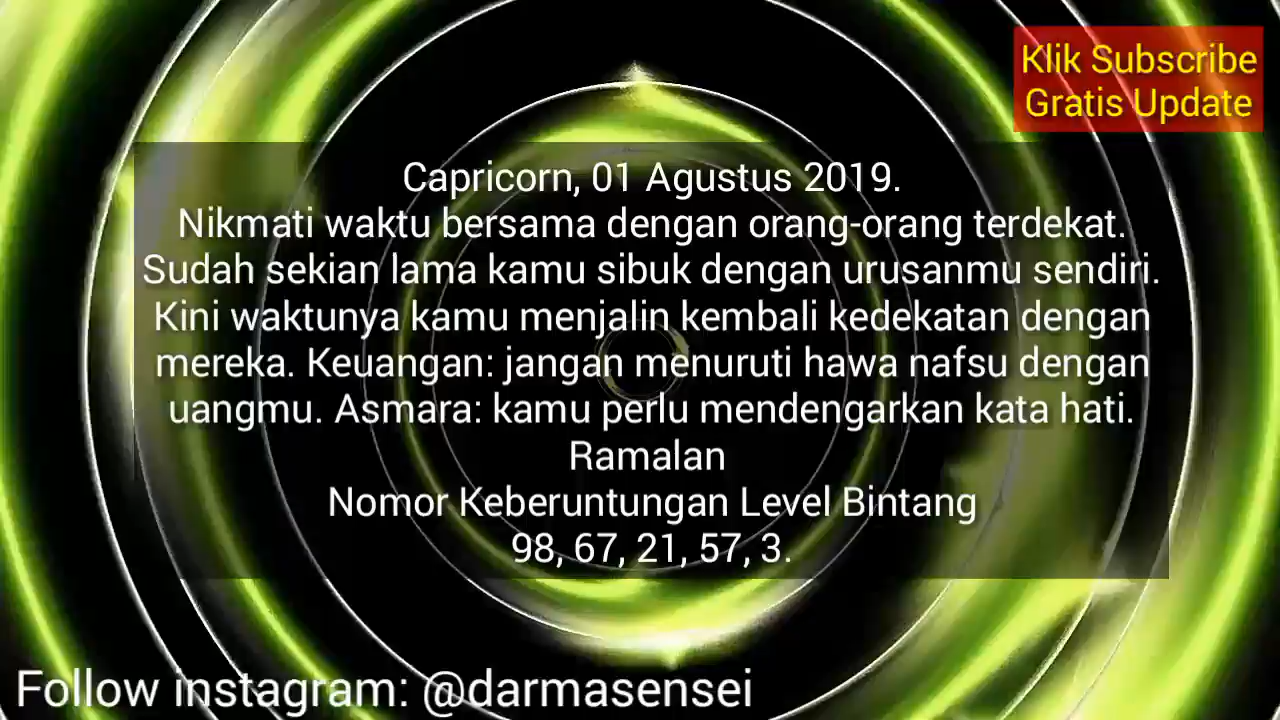 Klik Subscribe
Gratis Update
Capricorn, 01 Agustus 2019.
Nikmati waktu bersama dengan orang-orang terdekat.
Sudah sekian lama kamu sibuk dengan urusanmu sendiri.
Kini waktunya kamu menjalin kembali kedekatan dengan
mereka. Keuangan: jangan menuruti hawa nafsu dengan
uangmu. Asmara: kamu perlu mendengarkan kata hati.
Ramalan
Nomor Keberuntungan Level Bintang
98, 67, 21, 57, 3.
Follow instagram: @darmasensei